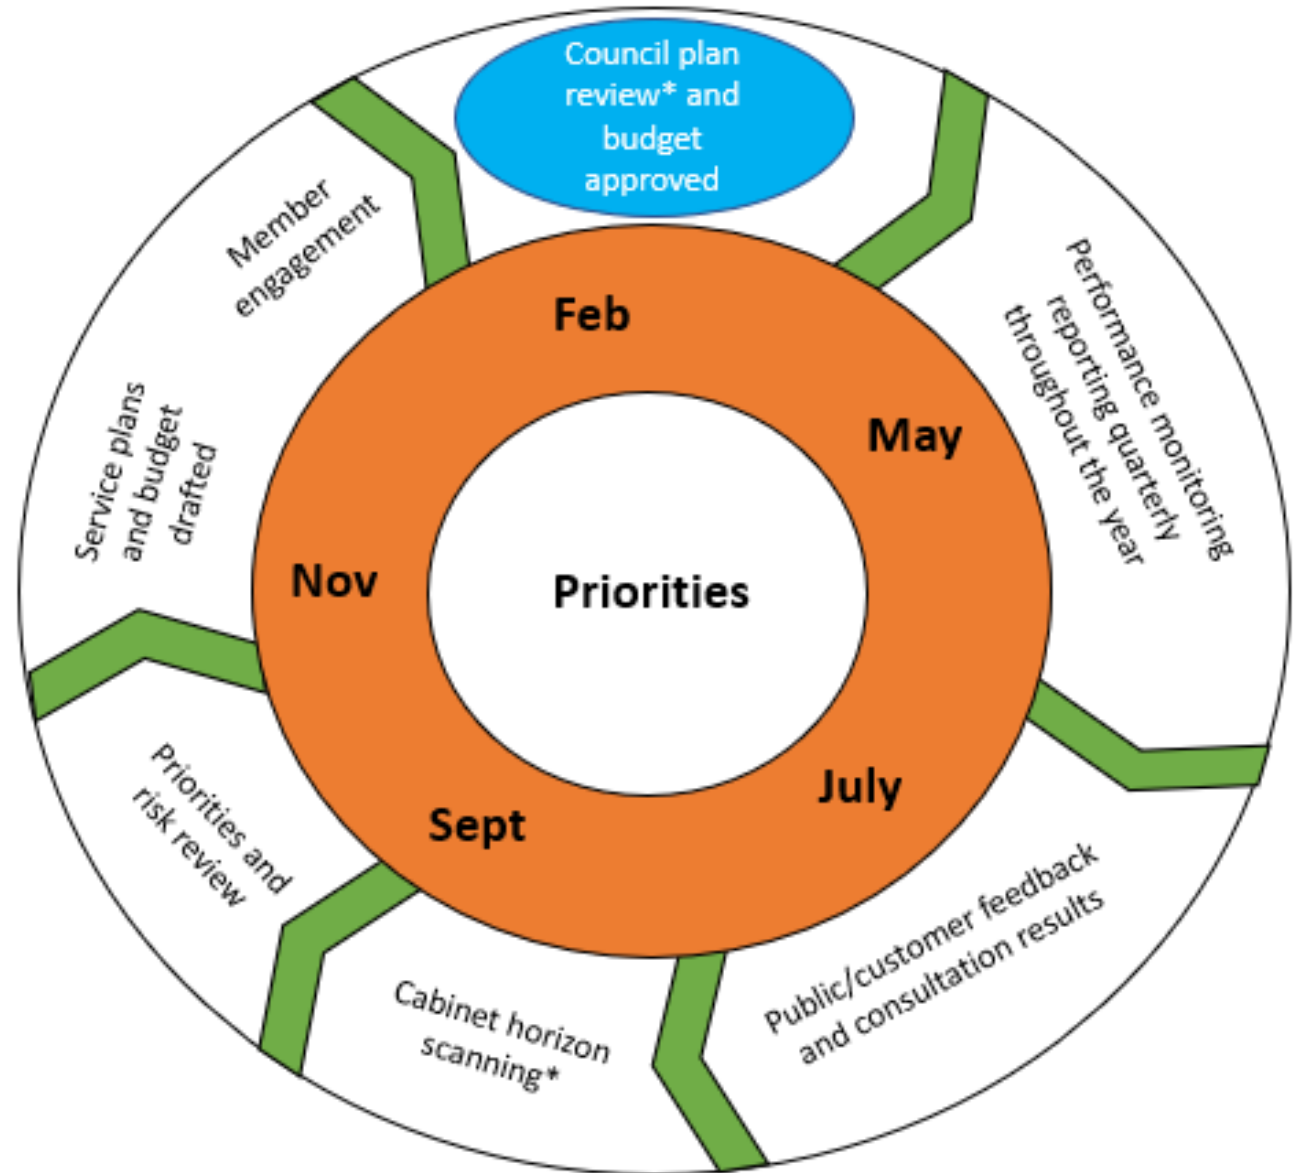 Council plan
review* and
budget
approved
Performance monitoring
reporting quarterly
throughout the year
Public/customer feedback
and consultation results
Cabinet horizon
scanning*
Priorities and
risk review
Service plans
and budget
drafted
Member
engagement
Feb
May
July
Sept
Nov
Priorities